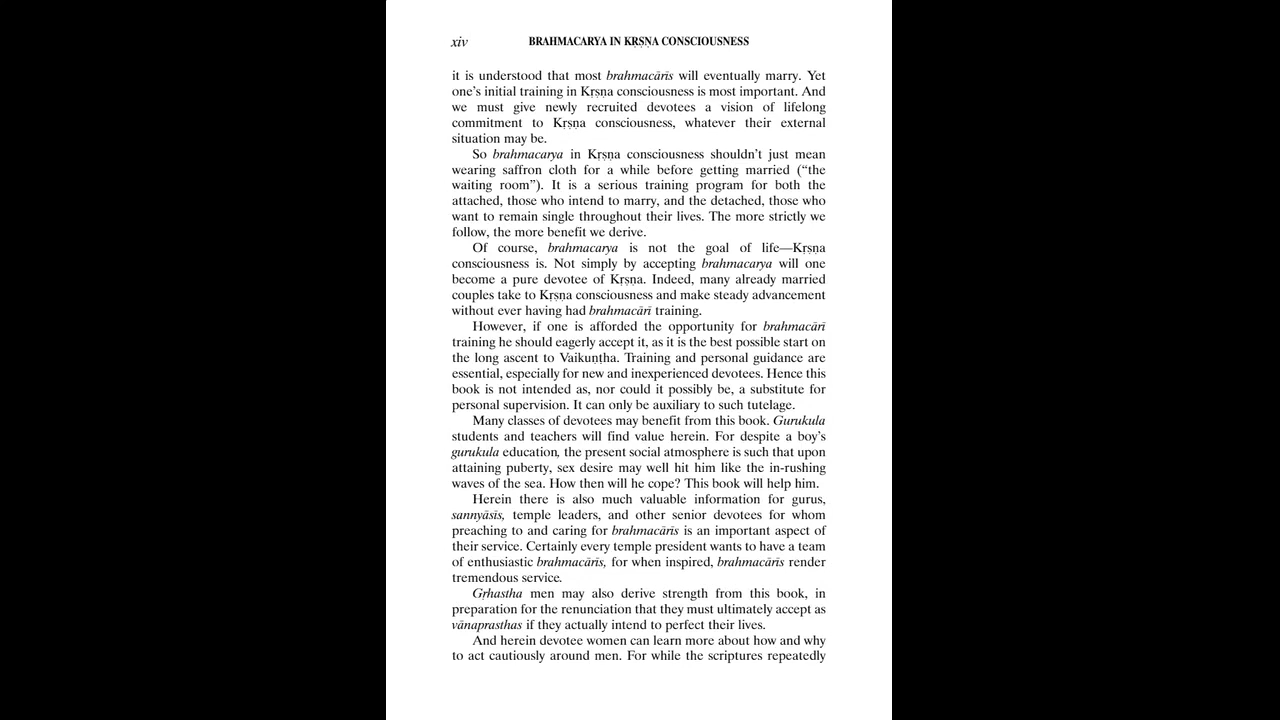 xiv
BRAHMACARYA IN KṚṢṆA CONSCIOUSNESS
it is understood that most brahmacārīs will eventually marry. Yet
one’s initial training in Kṛṣṇa consciousness is most important. And
we must give newly recruited devotees a vision of lifelong
commitment to Kṛṣṇa consciousness, whatever their external
situation may be.
So brahmacarya in Kṛṣṇa consciousness shouldn’t just mean
wearing saffron cloth for a while before getting married (“the
waiting room”). It is a serious training program for both the
attached, those who intend to marry, and the detached, those who
want to remain single throughout their lives. The more strictly we
follow, the more benefit we derive.
Of course, brahmacarya is not the goal of life—Kṛṣṇa
consciousness is. Not simply by accepting brahmacarya will one
become a pure devotee of Kṛṣṇa. Indeed, many already married
couples take to Kṛṣṇa consciousness and make steady advancement
without ever having had brahmacārī training.
However, if one is afforded the opportunity for brahmacārī
training he should eagerly accept it, as it is the best possible start on
the long ascent to Vaikuṇṭha. Training and personal guidance are
essential, especially for new and inexperienced devotees. Hence this
book is not intended as, nor could it possibly be, a substitute for
personal supervision. It can only be auxiliary to such tutelage.
Many classes of devotees may benefit from this book. Gurukula
students and teachers will find value herein. For despite a boy’s
gurukula education, the present social atmosphere is such that upon
attaining puberty, sex desire may well hit him like the in-rushing
waves of the sea. How then will he cope? This book will help him.
Herein there is also much valuable information for gurus,
sannyāsīs, temple leaders, and other senior devotees for whom
preaching to and caring for brahmacārīs is an important aspect of
their service. Certainly every temple president wants to have a team
of enthusiastic brahmacārīs, for when inspired, brahmacārīs render
tremendous service.
Gṛhastha men may also derive strength from this book, in
preparation for the renunciation that they must ultimately accept as
vānaprasthas if they actually intend to perfect their lives.
And herein devotee women can learn more about how and why
to act cautiously around men. For while the scriptures repeatedly